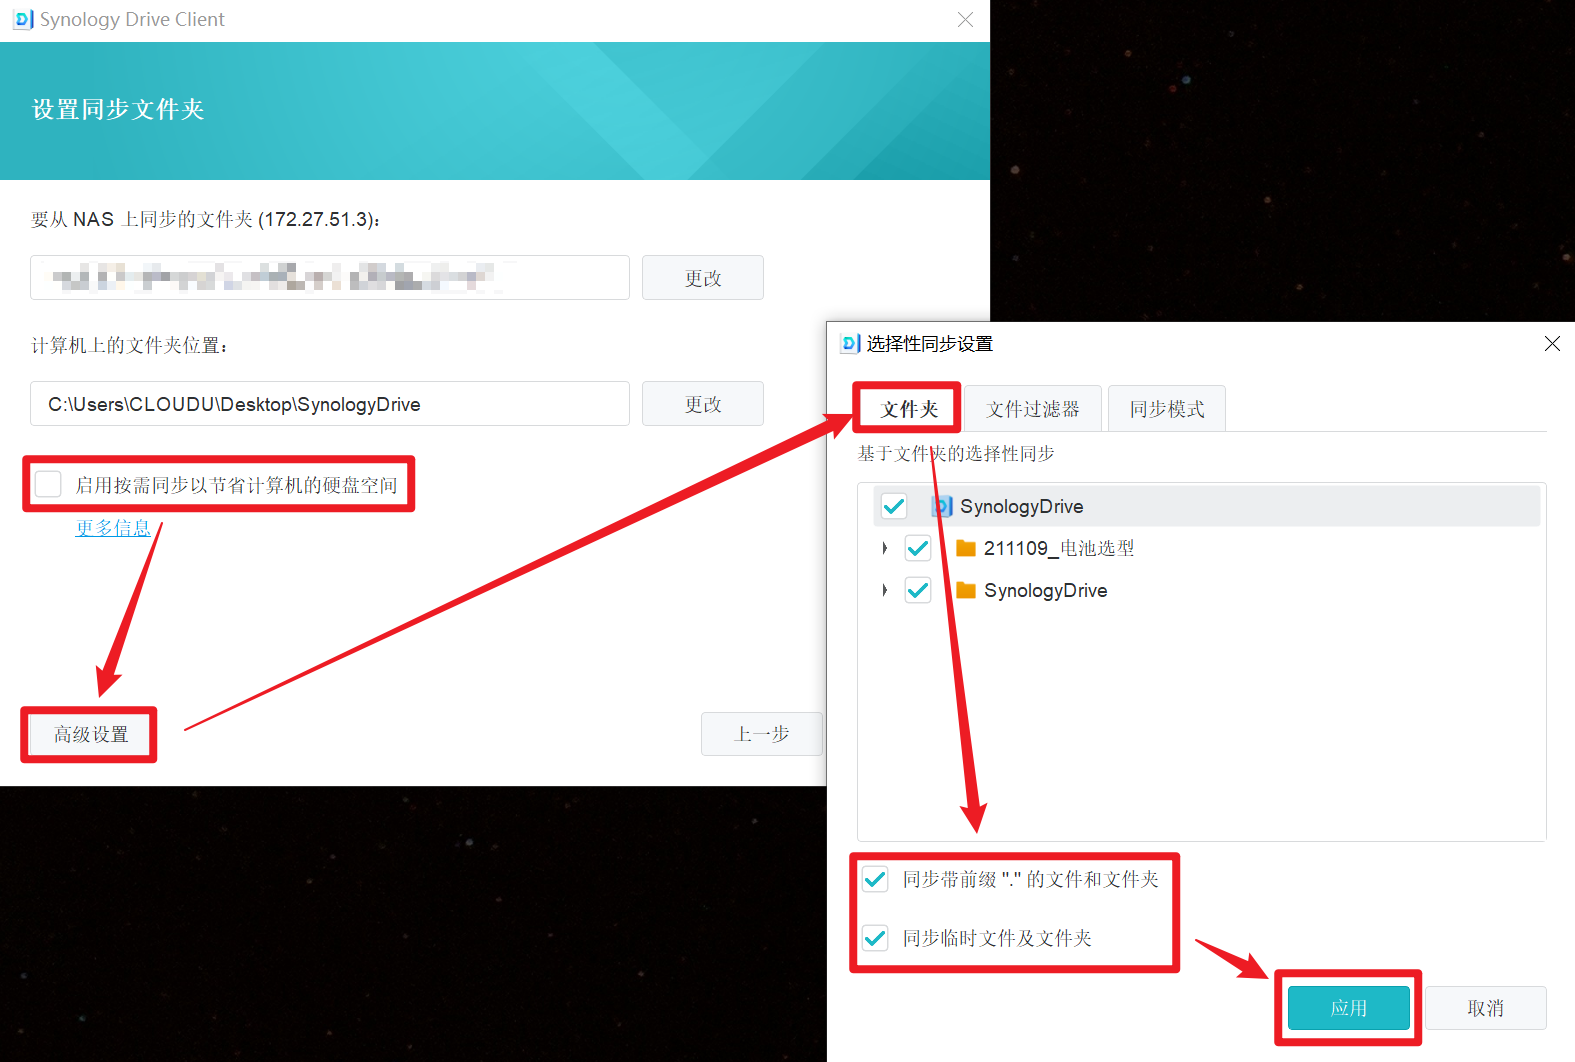 Synology Drive Client
设置同步文件夹
要从 NAS 上同步的文件夹 (172.27.51.3):
更改
计算机上的文件夹位置:
C:\Users\CLOUDU\Desktop\SynologyDrive
更改
启用按需同步以节省计算机的硬盘空间
更多信息
高级设置
上一步
选择性同步设置
文件夹
文件过滤器
同步模式
基于文件夹的选择性同步
SynologyDrive
211109_电池选型
SynologyDrive
同步带前缀 "." 的文件和文件夹
同步临时文件及文件夹
应用
取消